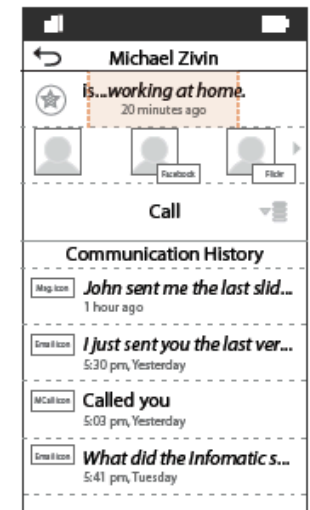 Michael Zivin
is...working at home.
20 minutes ago
Facebook
Flickr
Call
Communication History
Msg. Icon
John sent me the last slid...
1 hour ago
Email Icon
I just sent you the last ver...
5:30 pm, Yesterday
MCall Icon
Called you
5:03 pm, Yesterday
Email Icon
What did the Infomatic s...
5:41 pm, Tuesday